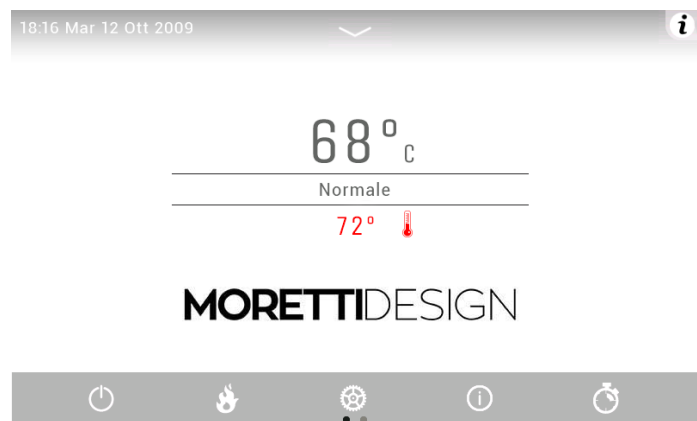 18:16 Mar 12 Ott 2009
i
68° C
Normale
72°
MORETTIDESIGN
i